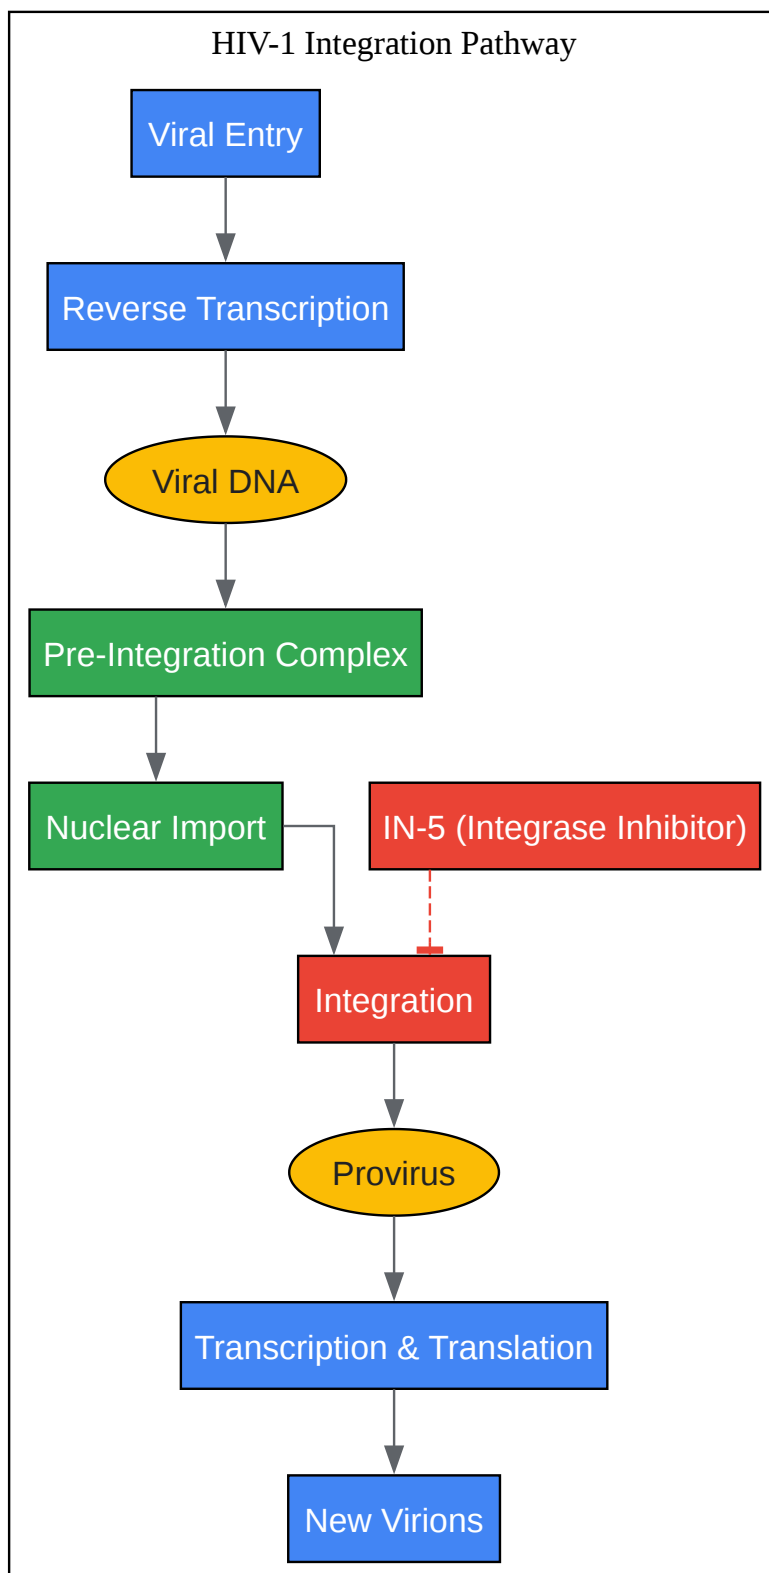 HIV-1 Integration Pathway
Viral Entry
Reverse Transcription
Viral DNA
Pre-Integration Complex
Nuclear Import
IN-5 (Integrase Inhibitor)
Integration
Provirus
Transcription & Translation
New Virions